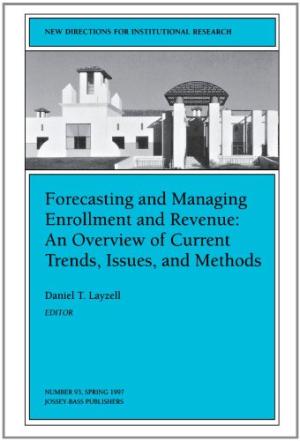 NEW DIRECTIONS FOR INSTITUTIONAL RESEARCH
Forecasting and Managing
Enrollment and Revenue:
An Overview of Current
Trends, Issues, and Methods
Daniel T. Layzell
EDITOR
NUMBER 93, SPRING 1997
JOSSEY-BASS PUBLISHERS